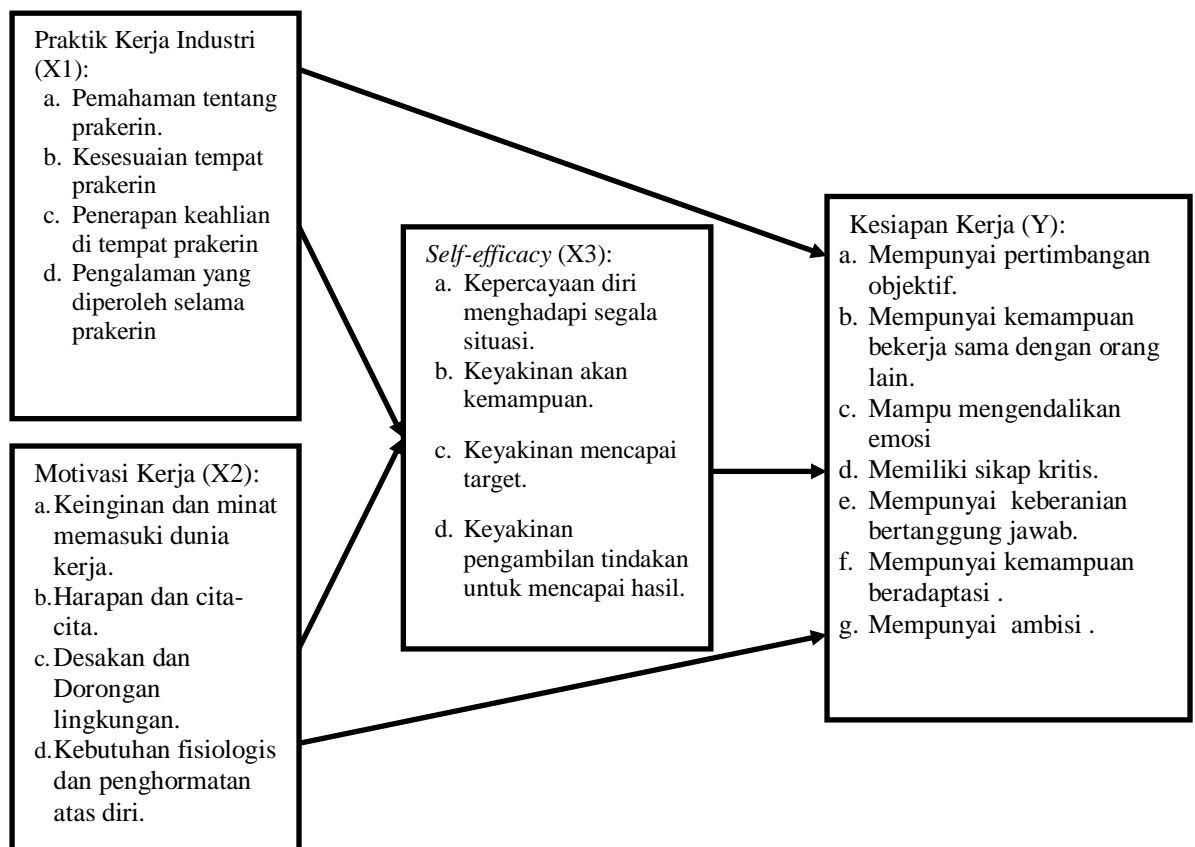 Praktik Kerja Industri
(X1):
a. Pemahaman tentang
prakerin.
b. Kesesuaian tempat
prakerin
c. Penerapan keahlian
di tempat prakerin
d. Pengalaman yang
diperoleh selama
prakerin
Motivasi Kerja (X2):
a. Keinginan dan minat
memasuki dunia
kerja.
b. Harapan dan cita-
cita.
c. Desakan dan
Dorongan
lingkungan.
d. Kebutuhan fisiologis
dan penghormatan
atas diri.
Self-efficacy (X3):
a. Kepercayaan diri
menghadapi segala
situasi.
b. Keyakinan akan
kemampuan.
c. Keyakinan mencapai
target.
d. Keyakinan
pengambilan tindakan
untuk mencapai hasil.
Kesiapan Kerja (Y):
a. Mempunyai pertimbangan
objektif.
b. Mempunyai kemampuan
bekerja sama dengan orang
lain.
c. Mampu mengendalikan
emosi
d. Memiliki sikap kritis.
e. Mempunyai keberanian
bertanggung jawab.
f. Mempunyai kemampuan
beradaptasi .
g. Mempunyai ambisi .